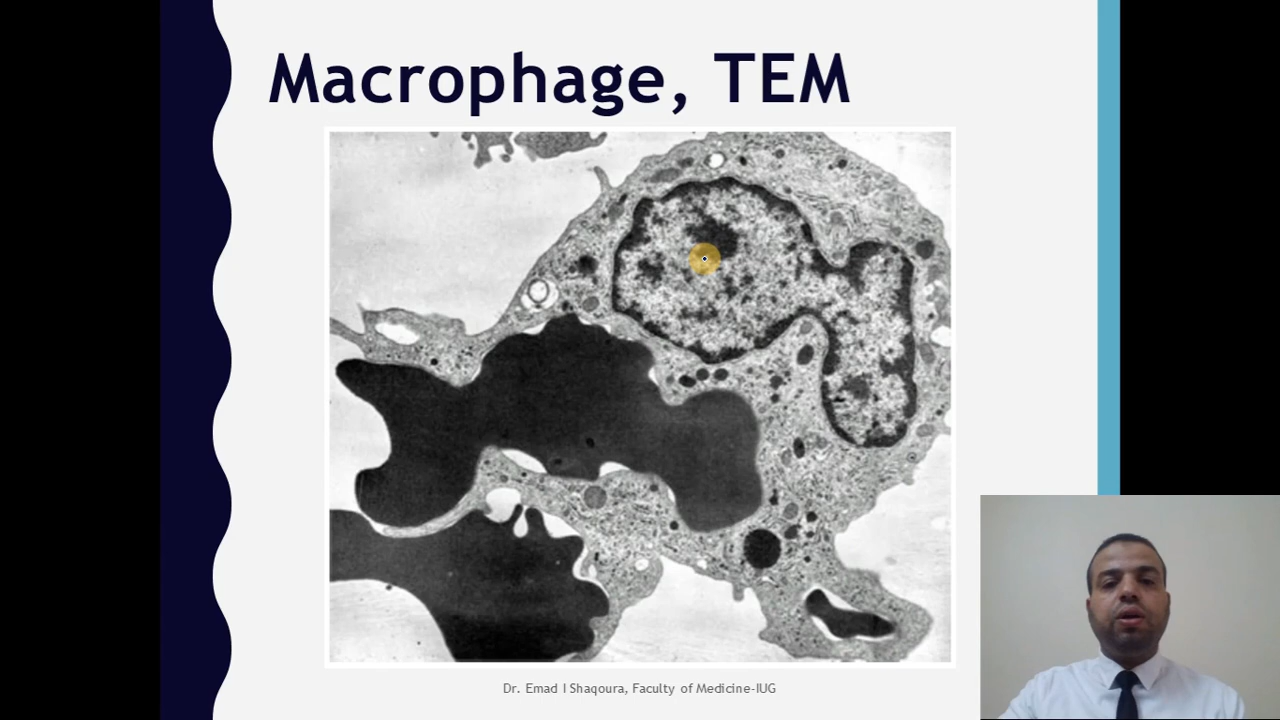 Macrophage, TEM
Dr. Emad I Shaqoura, Faculty of Medicine-IUG